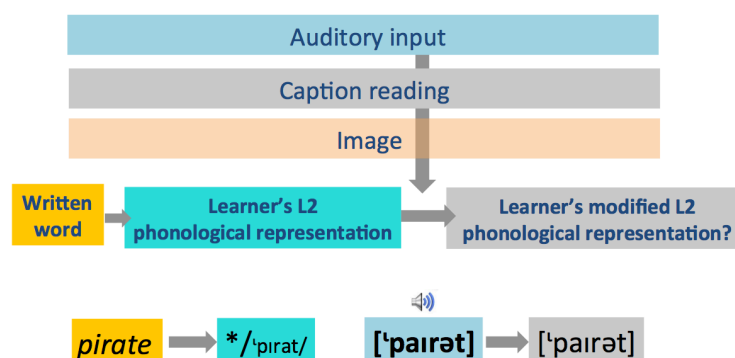 Auditory input
Caption reading
Image
Written
word
Learner's L2
phonological representation
Learner's modified L2
phonological representation?
pirate
*/ˈpɪrat/
[ˈpaɪrət]
[ˈpaɪrət]